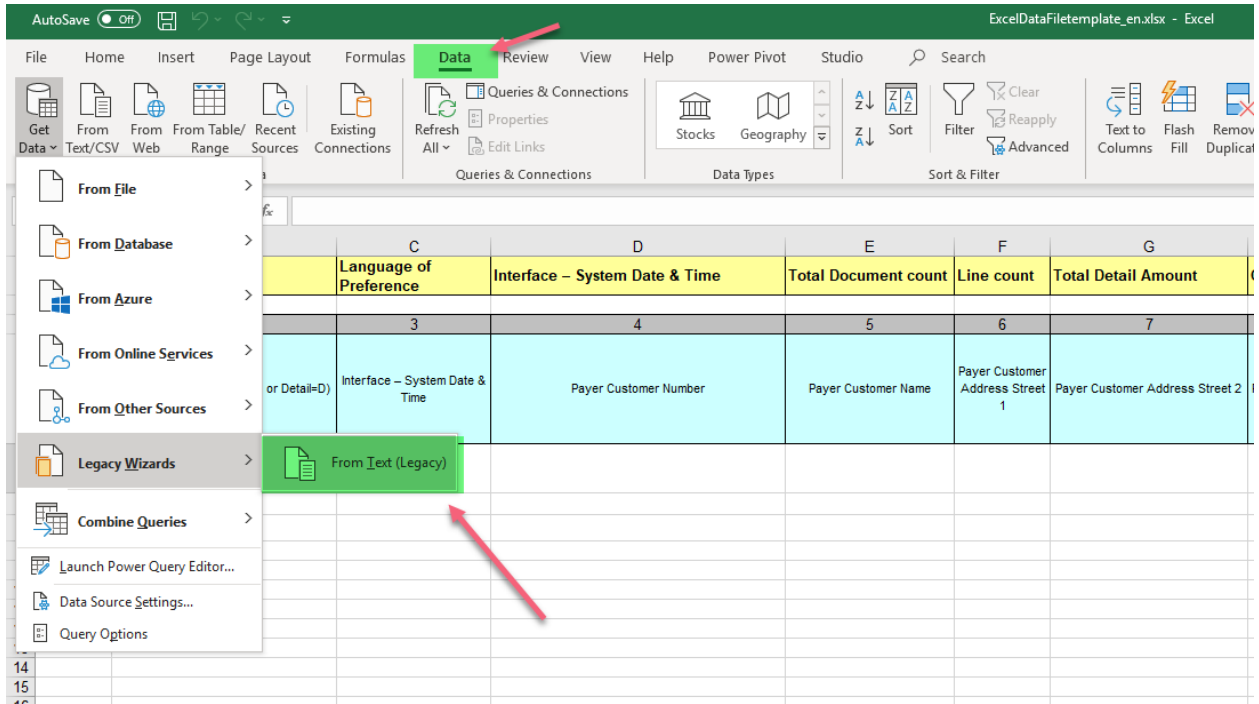 AutoSave Off ExcelDataFiletemplate_en.xlsx - Excel
File Home Insert Page Layout Formulas Data Review View Help Power Pivot Studio Search
Get Data
From Text/CSV
From Web
From Table/ Range
Recent Sources
Existing Connections
Refresh All
Queries & Connections
Properties
Edit Links
Queries & Connections
Stocks
Geography
Data Types
Sort
Filter
Clear
Reapply
Advanced
Sort & Filter
Text to Columns
Flash Fill
From File
From Database
From Azure
From Online Services
From Other Sources
Legacy Wizards
From Text (Legacy)
Combine Queries
Launch Power Query Editor...
Data Source Settings...
Query Options
fx
C D E F G
Language of Preference
Interface – System Date & Time
Total Document count
Line count
Total Detail Amount
3 4 5 6 7
or Detail=D)
Interface – System Date & Time
Payer Customer Number
Payer Customer Name
Payer Customer Address Street 1
Payer Customer Address Street 2
14
15